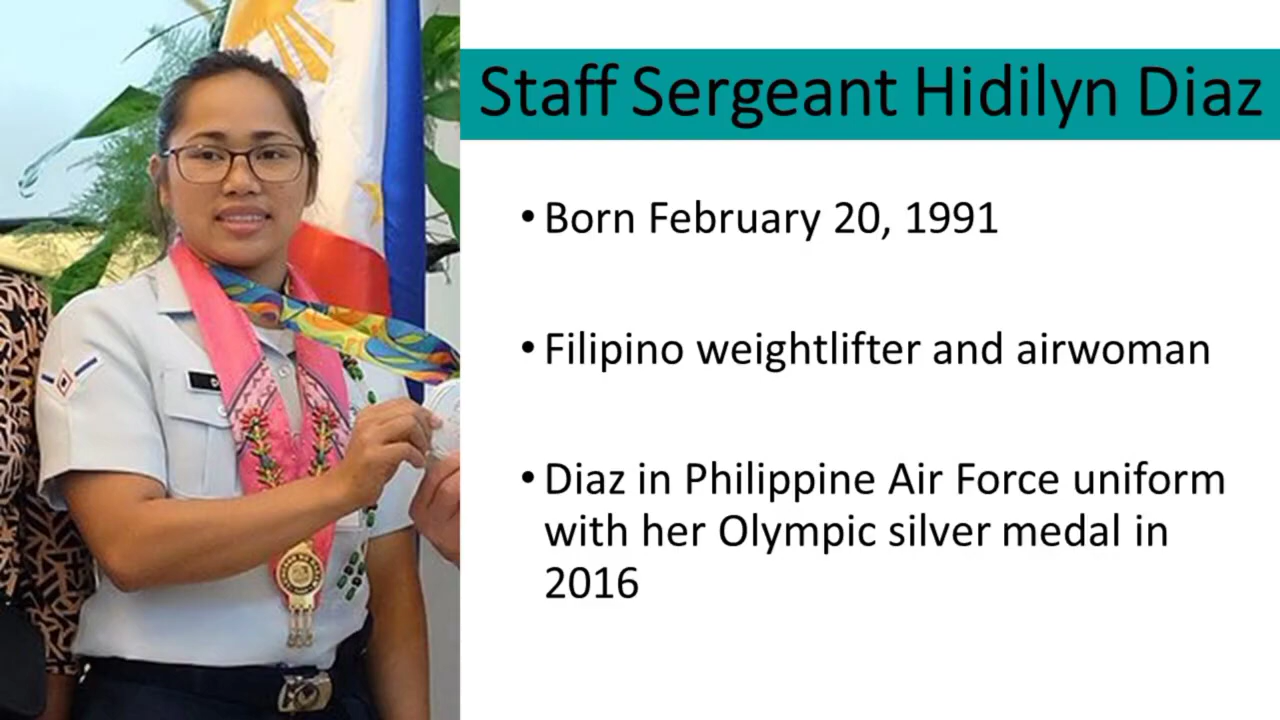 Staff Sergeant Hidilyn Diaz
• Born February 20, 1991
• Filipino weightlifter and airwoman
• Diaz in Philippine Air Force uniform
with her Olympic silver medal in
2016